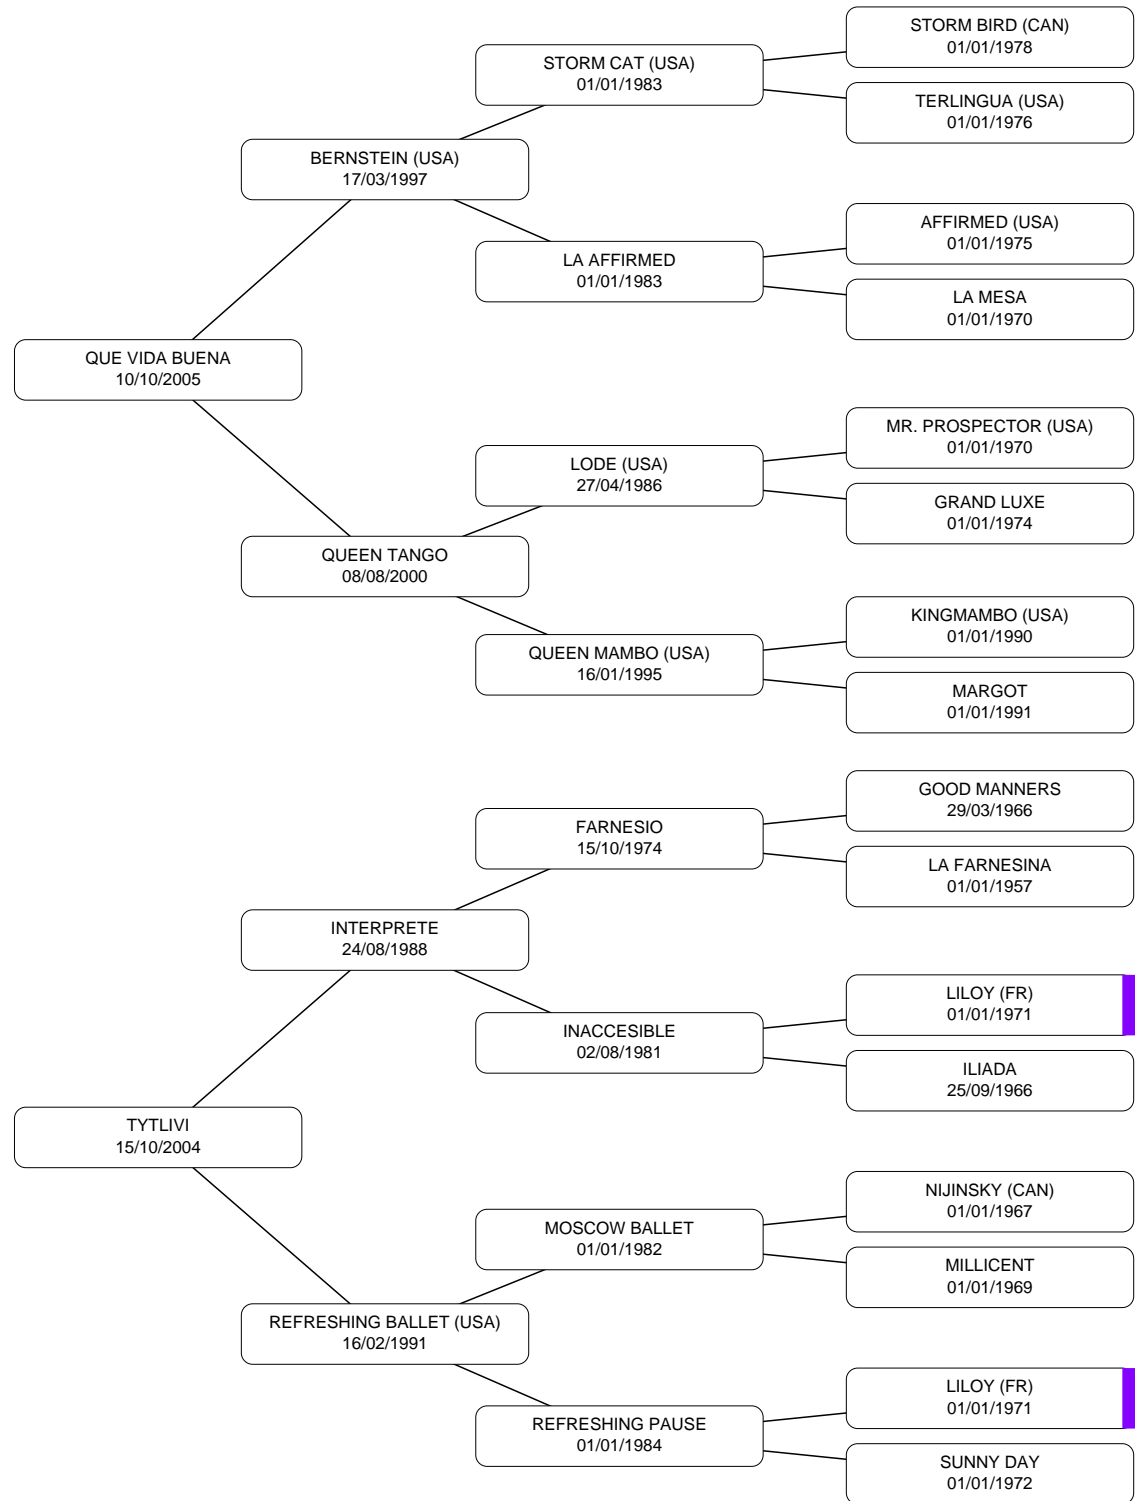 STORM BIRD (CAN)
01/01/1978
STORM CAT (USA)
01/01/1983
TERLINGUA (USA)
01/01/1976
BERNSTEIN (USA)
17/03/1997
AFFIRMED (USA)
01/01/1975
LA AFFIRMED
01/01/1983
LA MESA
01/01/1970
QUE VIDA BUENA
10/10/2005
MR. PROSPECTOR (USA)
01/01/1970
LODE (USA)
27/04/1986
GRAND LUXE
01/01/1974
QUEEN TANGO
08/08/2000
KINGMAMBO (USA)
01/01/1990
QUEEN MAMBO (USA)
16/01/1995
MARGOT
01/01/1991
GOOD MANNERS
29/03/1966
FARNESIO
15/10/1974
LA FARNESINA
01/01/1957
INTERPRETE
24/08/1988
LILOY (FR)
01/01/1971
INACCESIBLE
02/08/1981
ILIADA
25/09/1966
TYTLIVI
15/10/2004
NIJINSKY (CAN)
01/01/1967
MOSCOW BALLET
01/01/1982
MILLICENT
01/01/1969
REFRESHING BALLET (USA)
16/02/1991
LILOY (FR)
01/01/1971
REFRESHING PAUSE
01/01/1984
SUNNY DAY
01/01/1972